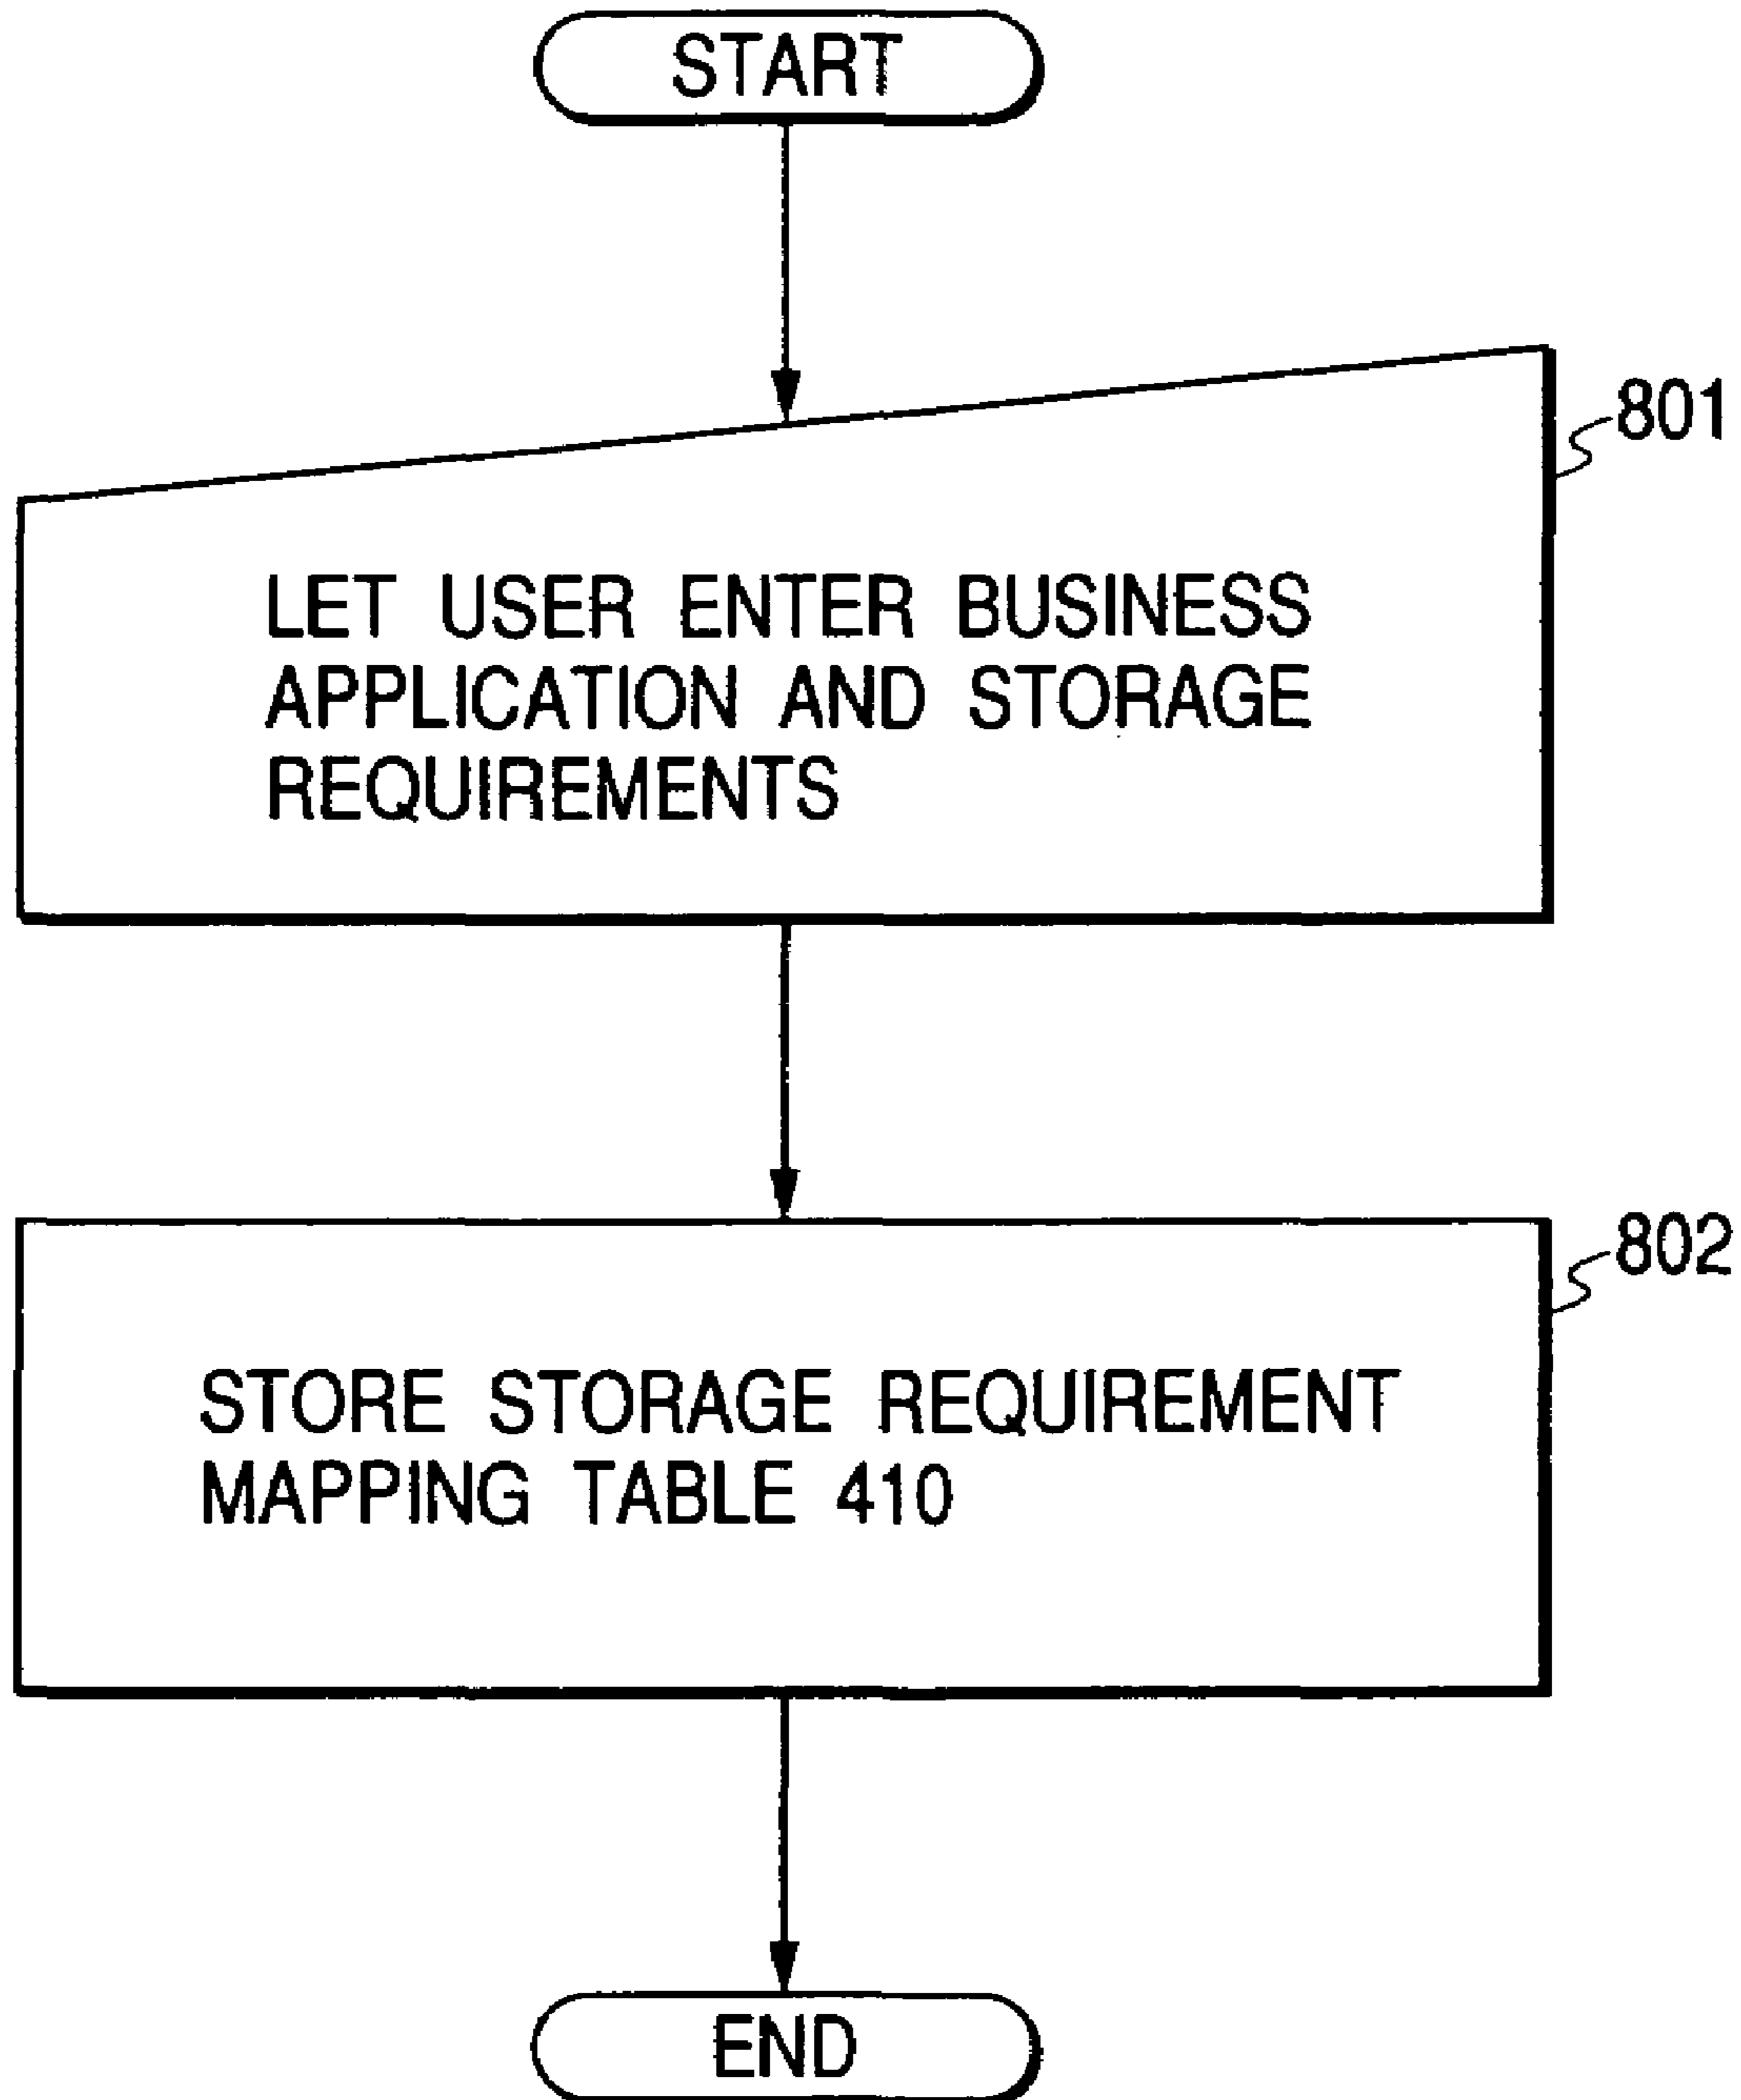 START
801
LET USER ENTER BUSINESS
APPLICATION AND STORAGE
REQUIREMENTS
802
STORE STORAGE REQUIREMENT
MAPPING TABLE 410
END